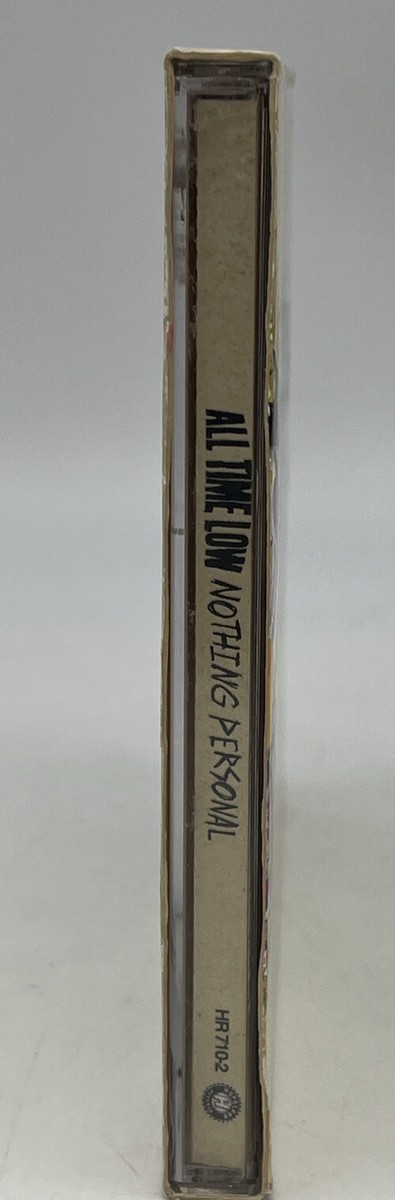 ALL TIME LOW NOTHING PERSONAL
HR710-2